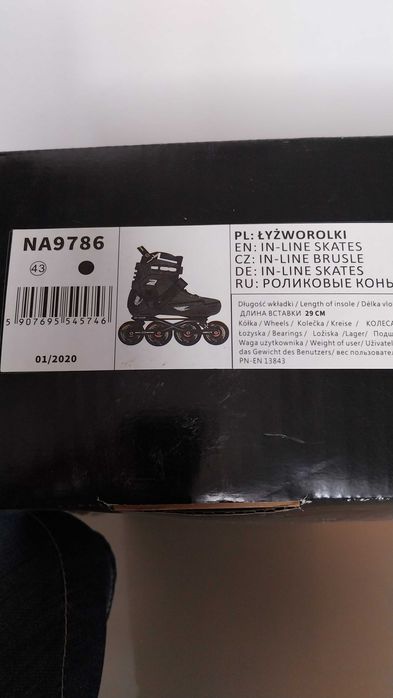 NA9786
43
5 907695 545746
01/2020
PL: ŁYŻWOROLKI
EN: IN-LINE SKATES
CZ: IN-LINE BRUSLE
DE: IN-LINE SKATES
RU: РОЛИКОВЫЕ КОНЬ
Długość wkładki / Length of insole / Délka vlo
ДЛИНА ВСТАВКИ 29 CM
Kółka / Wheels / Kolečka / Kreise / КОЛЕСА
Łożyska / Bearings / Ložiska /Lager/ Подш
Waga użytkownika / Weight of user/ Uživatel
das Gewicht des Benutzers/ вес пользовате
PN-EN 13843